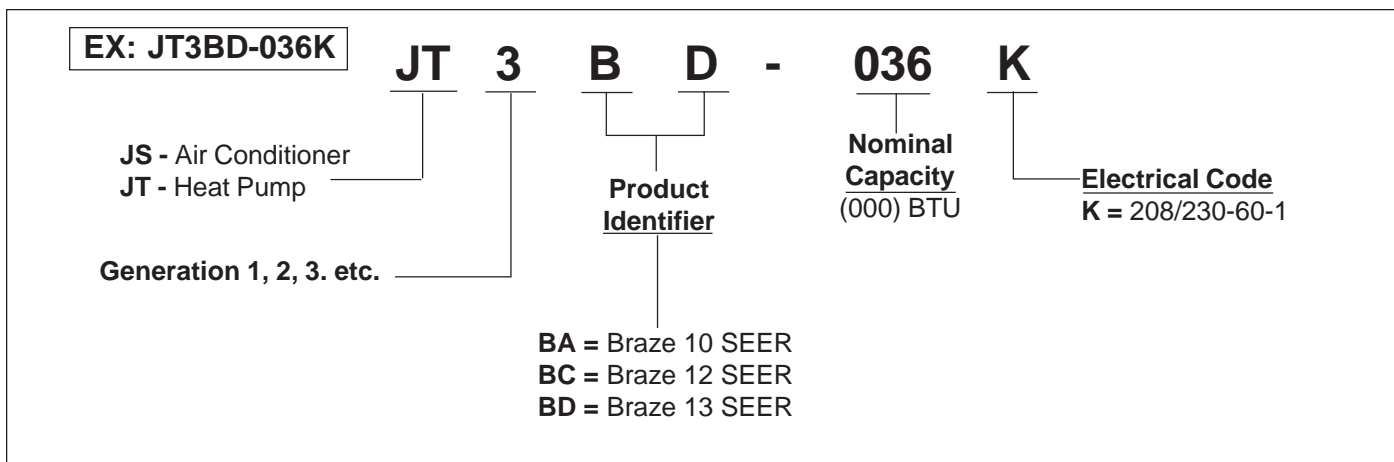 EX: JT3BD-036K
JT 3 B D - 036 K
JS - Air Conditioner
JT - Heat Pump
Generation 1, 2, 3. etc.
Product
Identifier
BA = Braze 10 SEER
BC = Braze 12 SEER
BD = Braze 13 SEER
Nominal
Capacity
(000) BTU
Electrical Code
K = 208/230-60-1